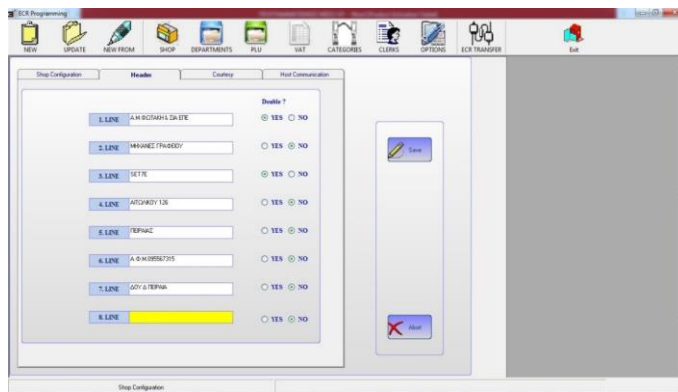 ECR Programming
NEW UPDATE NEW FROM SHOP DEPARTMENTS PLU VAT CATEGORIES CLERKS OPTIONS ECR TRANSFER Exit
Shop Configuration Header Courtesy Host Communication
Double ?
1. LINE Α.Μ ΦΩΤΑΚΗ & ΣΙΑ ΕΠΕ YES NO
2. LINE ΜΗΧΑΝΕΣ ΓΡΑΦΕΙΟΥ YES NO
3. LINE SET7E YES NO
4. LINE ΑΙΤΩΛΙΚΟΥ 126 YES NO
5. LINE ΠΕΙΡΑΙΑΣ YES NO
6. LINE Α.Φ.Μ.095567315 YES NO
7. LINE ΔΟΥ Δ ΠΕΙΡΑΙΑ YES NO
8. LINE YES NO
Save
Abort
Shop Configuration